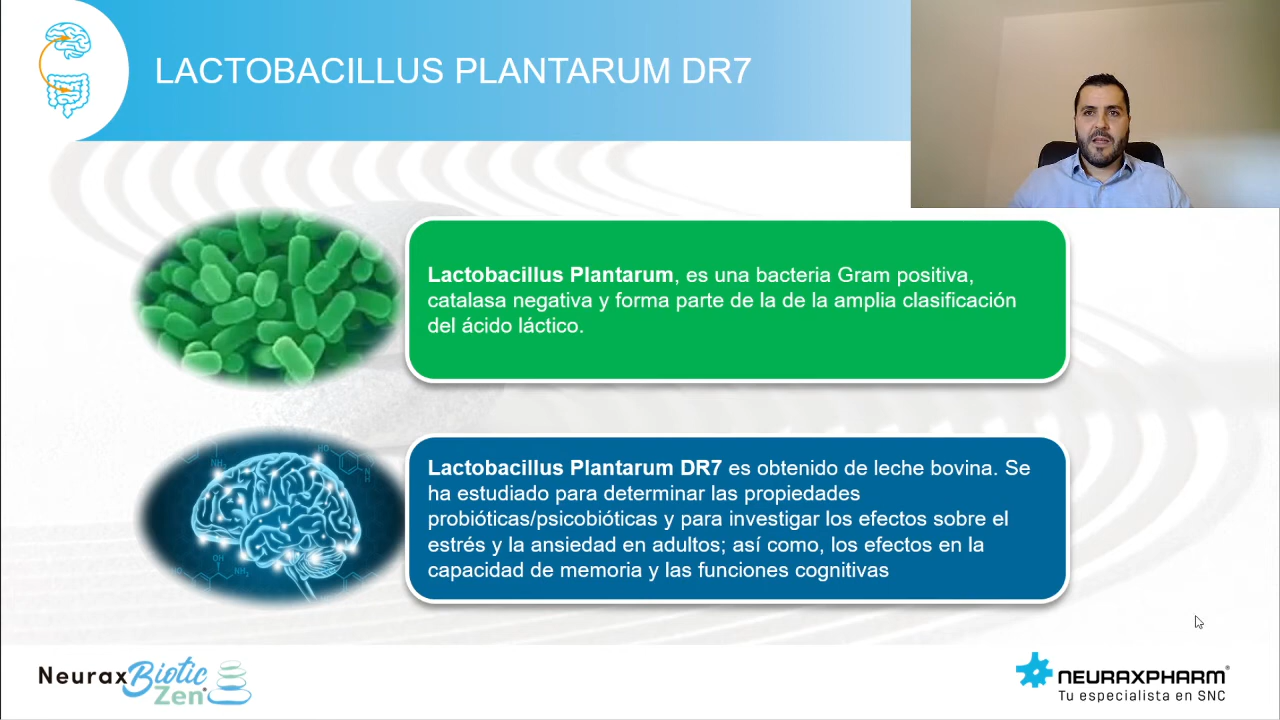 LACTOBACILLUS PLANTARUM DR7
Lactobacillus Plantarum, es una bacteria Gram positiva,
catalasa negativa y forma parte de la de la amplia clasificación
del ácido láctico.
Lactobacillus Plantarum DR7 es obtenido de leche bovina. Se
ha estudiado para determinar las propiedades
probióticas/psicobióticas y para investigar los efectos sobre el
estrés y la ansiedad en adultos; así como, los efectos en la
capacidad de memoria y las funciones cognitivas
NeuraxBiotic
Zen®
NEURAXPHARM®
Tu especialista en SNC